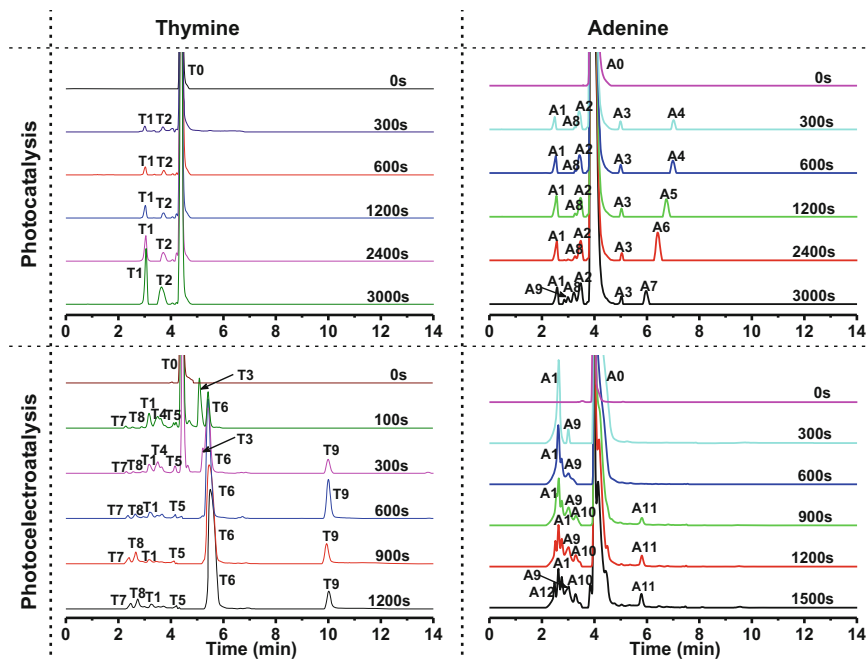 Thymine
Adenine
Photocatalysis
T0
0s
T1 T2
300s
T1 T2
600s
T1 T2
1200s
T1
T2
2400s
T1
T2
3000s
0 2 4 6 8 10 12 14
A0
0s
A1 A8 A2 A3 A4
300s
A1 A8 A2 A3 A4
600s
A1 A8 A2 A3 A5
1200s
A1 A8 A2 A3 A6
2400s
A9 A1 A8 A2 A3 A7
3000s
0 2 4 6 8 10 12 14
Photocelectroatalysis
T0
0s
T3
T7 T8 T1 T4 T5 T6
100s
T3
T7 T8 T1 T4 T5 T6 T9
300s
T7 T8 T1 T5 T6 T9
600s
T7 T8 T1 T5 T6 T9
900s
T7 T8 T1 T5 T6 T9
1200s
0 2 4 6 8 10 12 14
Time (min)
A0
0s
A1 A9
300s
A1 A9
600s
A1 A9 A10 A11
900s
A1 A9 A10 A11
1200s
A12 A9 A1 A10 A11
1500s
0 2 4 6 8 10 12 14
Time (min)